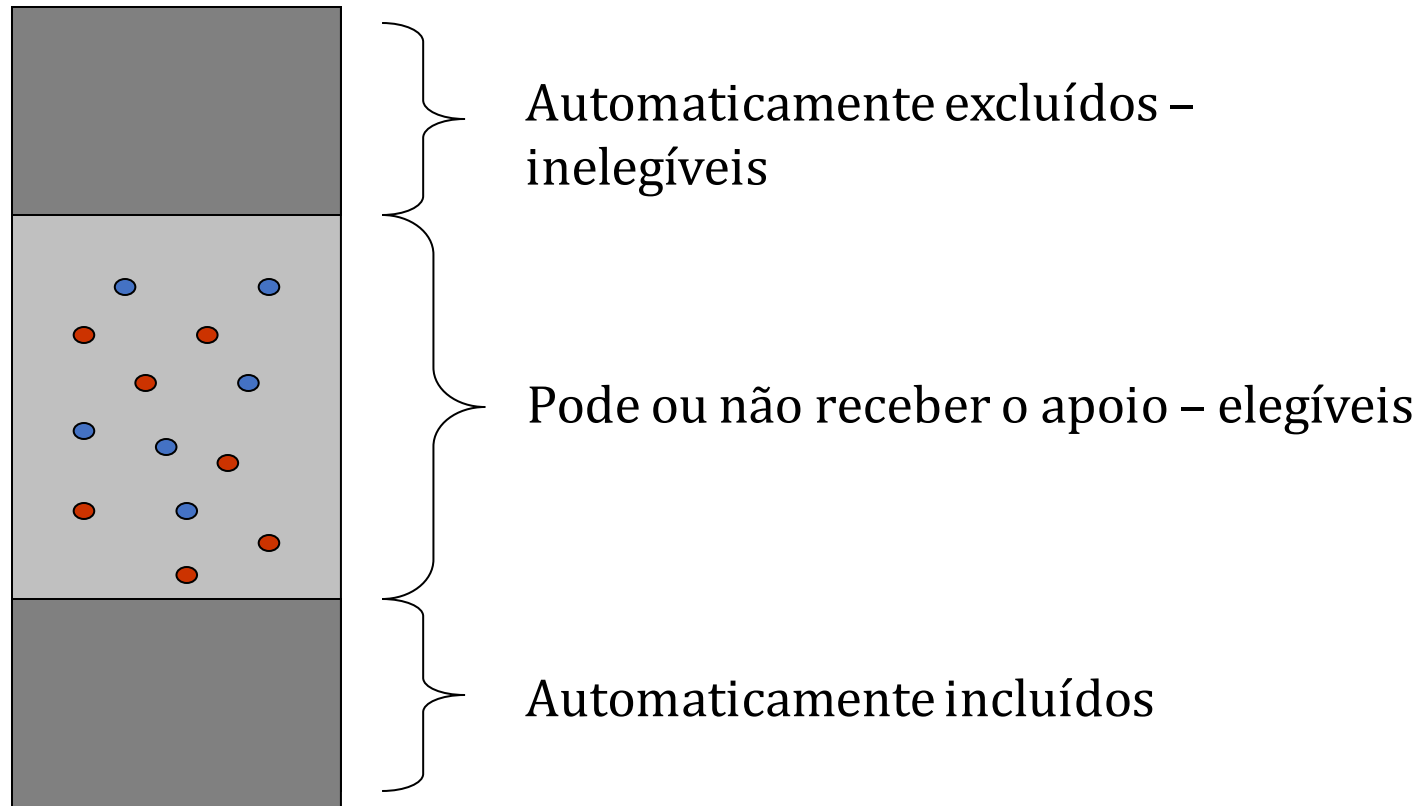 Automaticamente excluídos –
inelegíveis
Pode ou não receber o apoio – elegíveis
Automaticamente incluídos